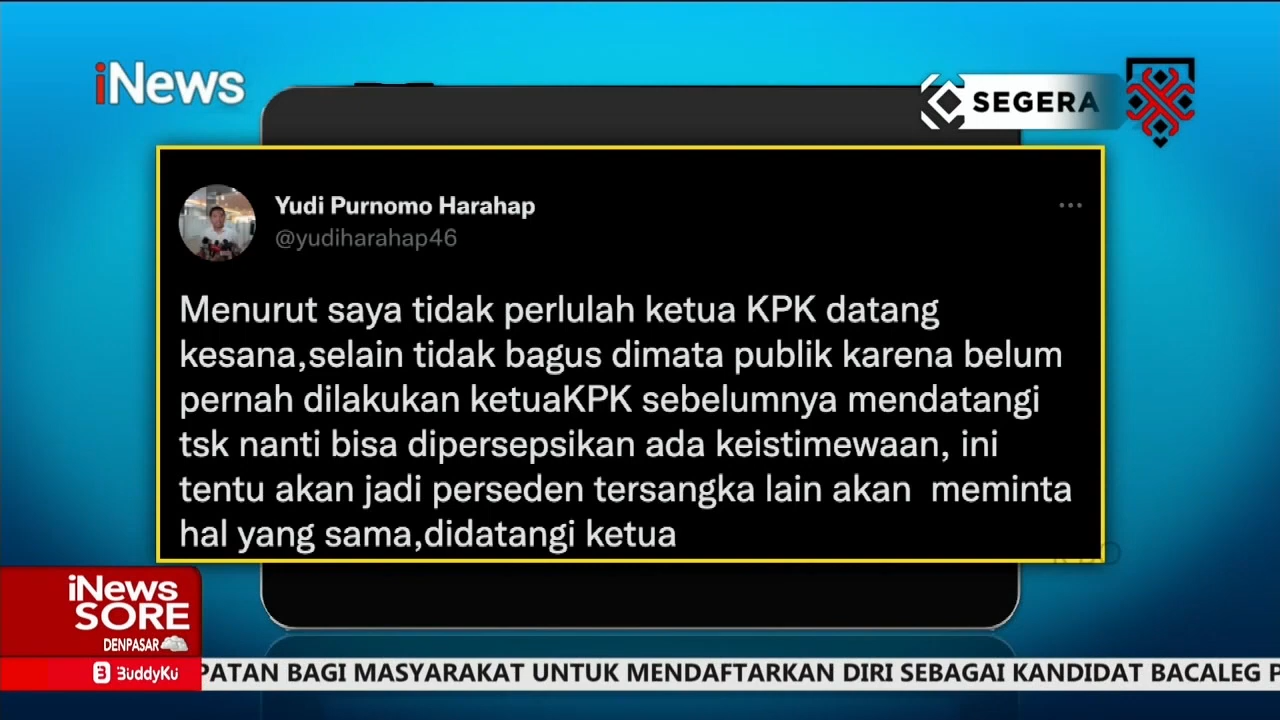 iNews
SEGERA
Yudi Purnomo Harahap
@yudiharahap46
Menurut saya tidak perlulah ketua KPK datang
kesana,selain tidak bagus dimata publik karena belum
pernah dilakukan ketuaKPK sebelumnya mendatangi
tsk nanti bisa dipersepsikan ada keistimewaan, ini
tentu akan jadi perseden tersangka lain akan meminta
hal yang sama,didatangi ketua
iNews
SORE
DENPASAR
BuddyKu
PATAN BAGI MASYARAKAT UNTUK MENDAFTARKAN DIRI SEBAGAI KANDIDAT BACALEG P